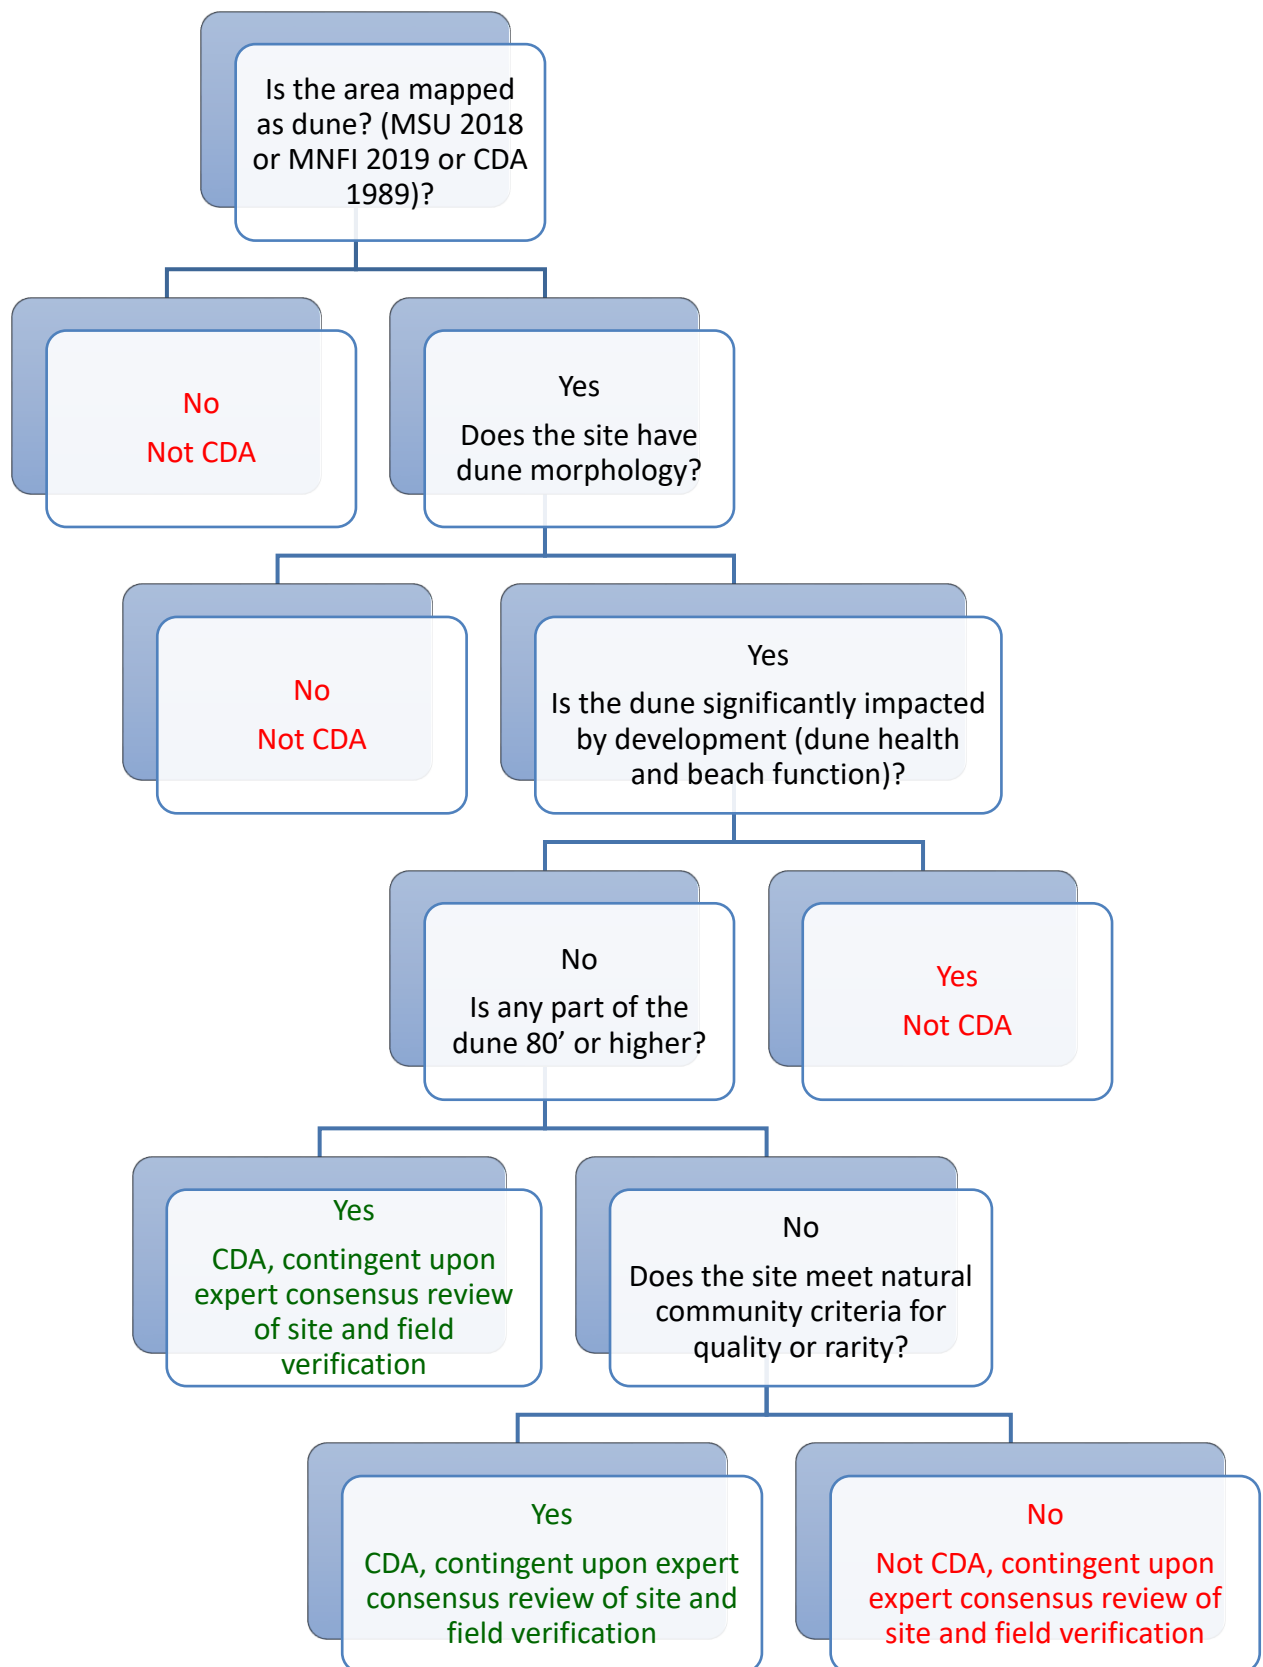 Is the area mapped
as dune? (MSU 2018
or MNFI 2019 or CDA
1989)?
No
Not CDA
Yes
Does the site have
dune morphology?
No
Not CDA
Yes
Is the dune significantly impacted
by development (dune health
and beach function)?
No
Is any part of the
dune 80’ or higher?
Yes
Not CDA
Yes
CDA, contingent upon
expert consensus review
of site and field
verification
No
Does the site meet natural
community criteria for
quality or rarity?
Yes
CDA, contingent upon expert
consensus review of site and
field verification
No
Not CDA, contingent upon
expert consensus review of
site and field verification